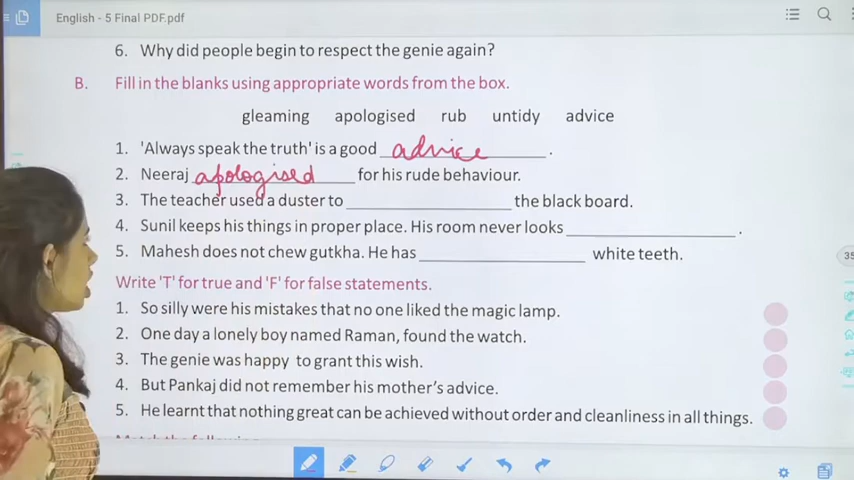 English - 5 Final PDF.pdf
6. Why did people begin to respect the genie again?
B. Fill in the blanks using appropriate words from the box.
gleaming apologised rub untidy advice
1. 'Always speak the truth' is a good advice.
2. Neeraj apologised for his rude behaviour.
3. The teacher used a duster to ____________ the black board.
4. Sunil keeps his things in proper place. His room never looks ____________.
5. Mahesh does not chew gutkha. He has ____________ white teeth.
Write 'T' for true and 'F' for false statements.
1. So silly were his mistakes that no one liked the magic lamp.
2. One day a lonely boy named Raman, found the watch.
3. The genie was happy to grant this wish.
4. But Pankaj did not remember his mother's advice.
5. He learnt that nothing great can be achieved without order and cleanliness in all things.
Match the following
35